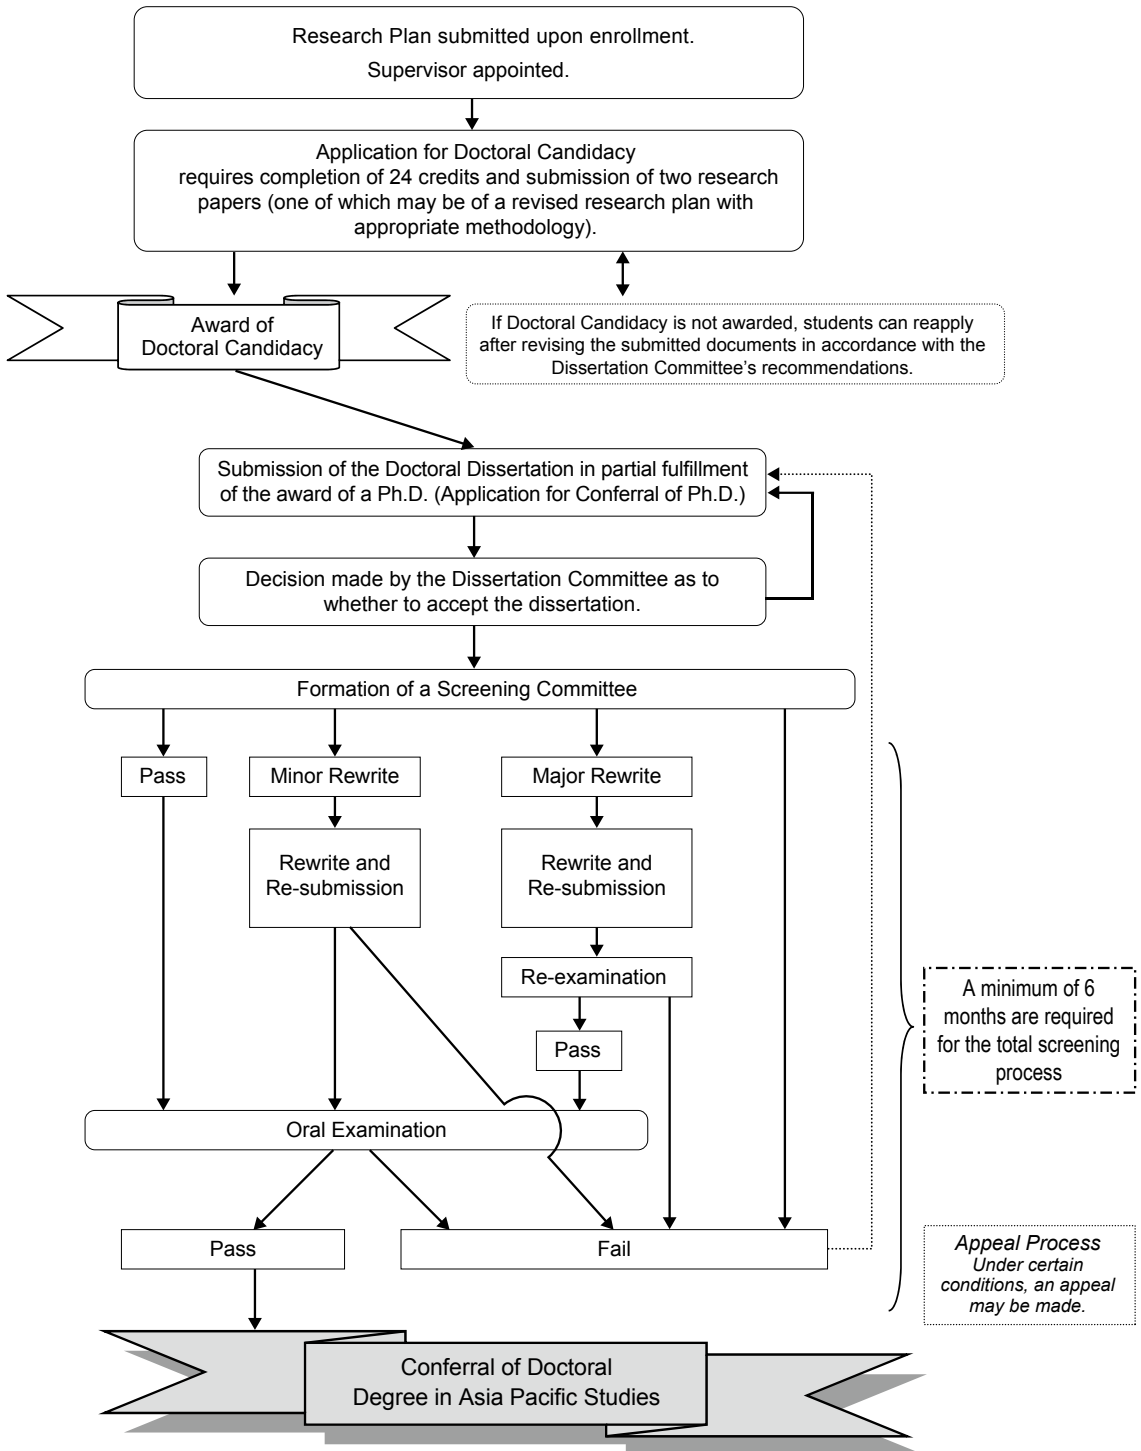 Research Plan submitted upon enrollment.
Supervisor appointed.
Application for Doctoral Candidacy
requires completion of 24 credits and submission of two research
papers (one of which may be of a revised research plan with
appropriate methodology).
Award of
Doctoral Candidacy
If Doctoral Candidacy is not awarded, students can reapply
after revising the submitted documents in accordance with the
Dissertation Committee's recommendations.
Submission of the Doctoral Dissertation in partial fulfillment
of the award of a Ph.D. (Application for Conferral of Ph.D.)
Decision made by the Dissertation Committee as to
whether to accept the dissertation.
Formation of a Screening Committee
Pass
Minor Rewrite
Major Rewrite
Rewrite and
Re-submission
Rewrite and
Re-submission
Re-examination
Pass
A minimum of 6
months are required
for the total screening
process
Oral Examination
Pass
Fail
Appeal Process
Under certain
conditions, an appeal
may be made.
Conferral of Doctoral
Degree in Asia Pacific Studies